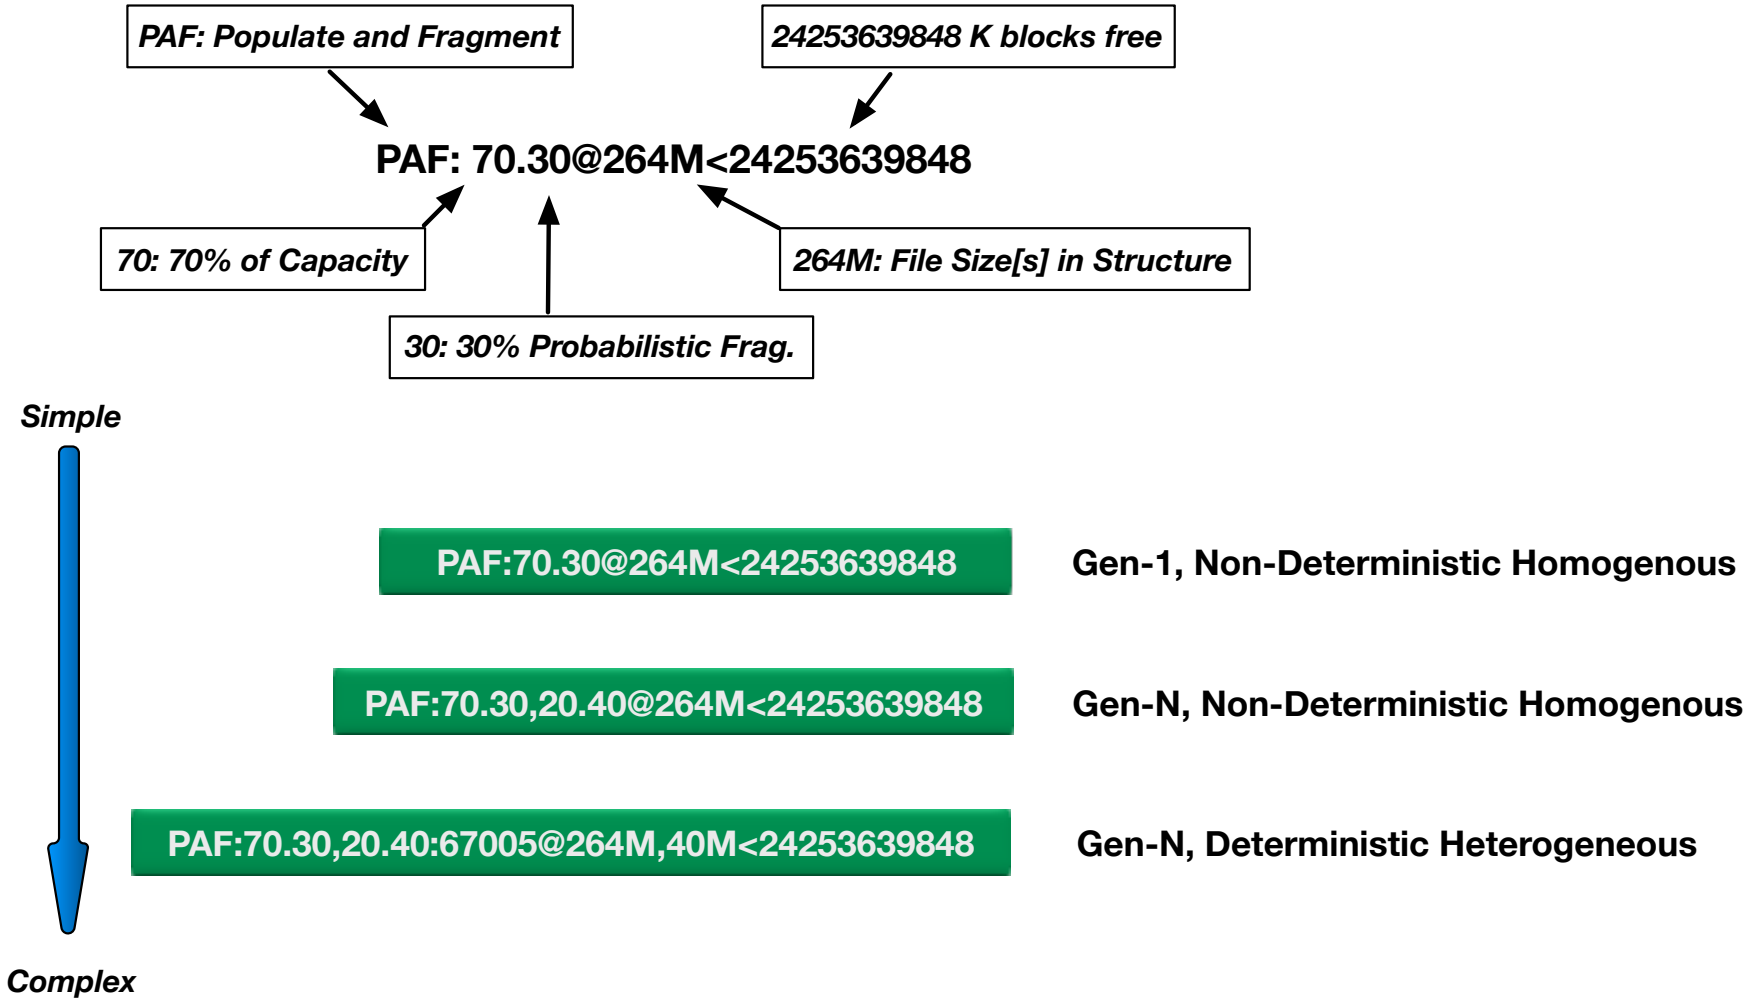 PAF: Populate and Fragment
24253639848 K blocks free
PAF: 70.30@264M<24253639848
70: 70% of Capacity
264M: File Size[s] in Structure
30: 30% Probabilistic Frag.
Simple
PAF:70.30@264M<24253639848
Gen-1, Non-Deterministic Homogenous
PAF:70.30,20.40@264M<24253639848
Gen-N, Non-Deterministic Homogenous
PAF:70.30,20.40:67005@264M,40M<24253639848
Gen-N, Deterministic Heterogeneous
Complex